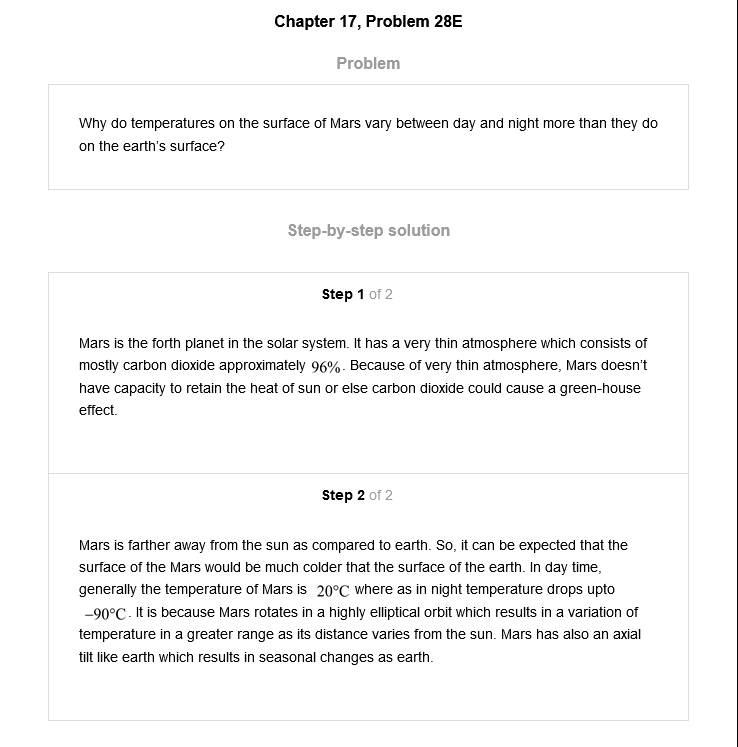 Chapter 17, Problem 28E
Problem
Why do temperatures on the surface of Mars vary between day and night more than they do
on the earth's surface?
Step-by-step solution
Step 1 of 2
Mars is the forth planet in the solar system. It has a very thin atmosphere which consists of
mostly carbon dioxide approximately 96%. Because of very thin atmosphere, Mars doesn't
have capacity to retain the heat of sun or else carbon dioxide could cause a green-house
effect.
Step 2 of 2
Mars is farther away from the sun as compared to earth. So, it can be expected that the
surface of the Mars would be much colder that the surface of the earth. In day time,
generally the temperature of Mars is 20°C where as in night temperature drops upto
−90°C. It is because Mars rotates in a highly elliptical orbit which results in a variation of
temperature in a greater range as its distance varies from the sun. Mars has also an axial
tilt like earth which results in seasonal changes as earth.